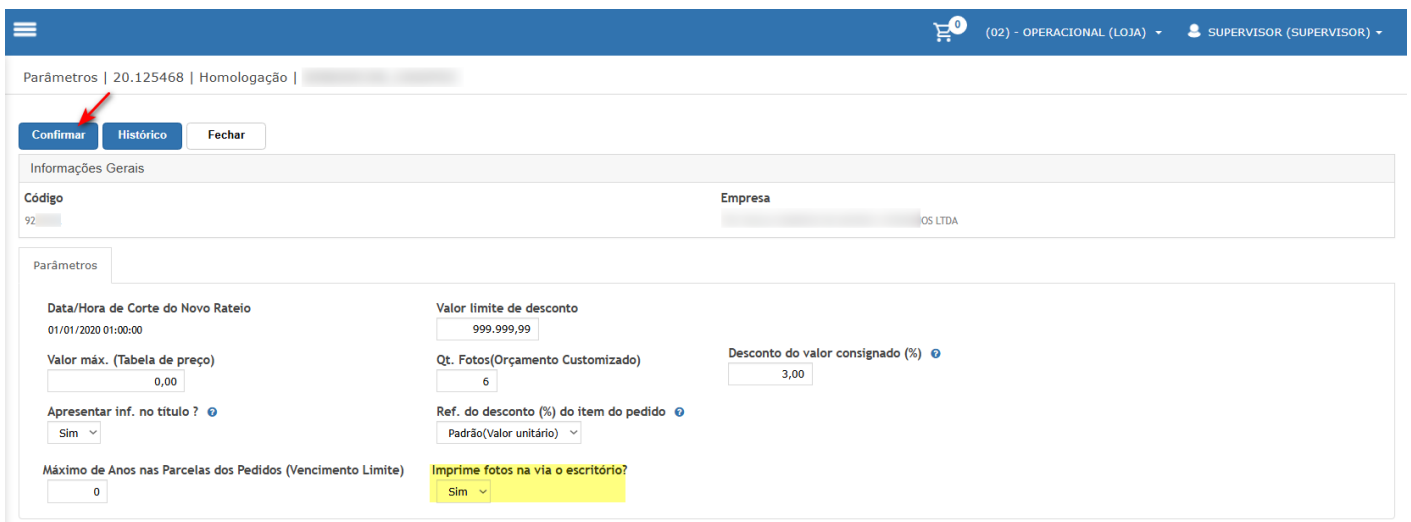 0 (02) - OPERACIONAL (LOJA) SUPERVISOR (SUPERVISOR)
Parâmetros | 20.125468 | Homologação |
Confirmar Histórico Fechar
Informações Gerais
Código Empresa
92 OS LTDA
Parâmetros
Data/Hora de Corte do Novo Rateio Valor limite de desconto
01/01/2020 01:00:00 999.999,99
Valor máx. (Tabela de preço) Qt. Fotos(Orçamento Customizado) Desconto do valor consignado (%) ?
0,00 6 3,00
Apresentar inf. no título ? ? Ref. do desconto (%) do item do pedido ?
Sim Padrão(Valor unitário)
Máximo de Anos nas Parcelas dos Pedidos (Vencimento Limite) Imprime fotos na via o escritório?
0 Sim